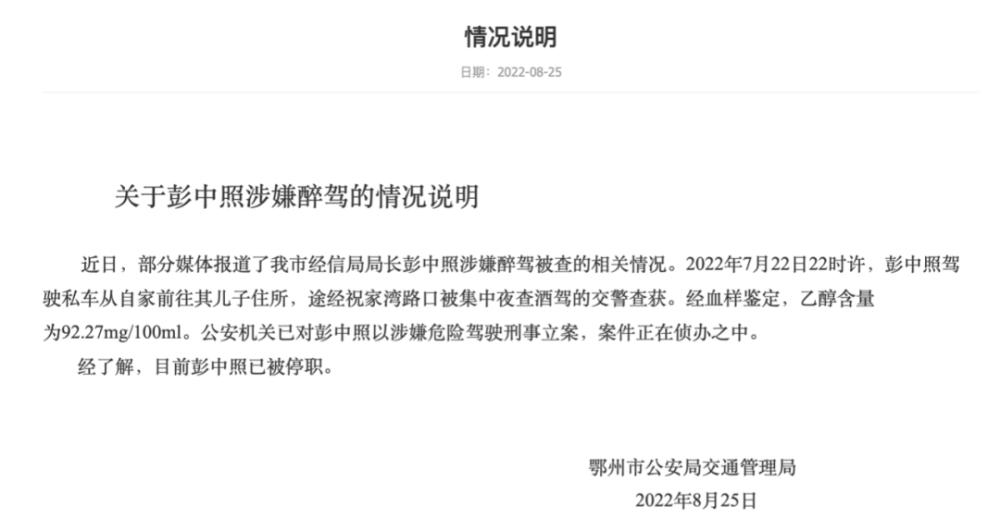 情况说明
日期：2022-08-25
关于彭中照涉嫌醉驾的情况说明
近日，部分媒体报道了我市经信局局长彭中照涉嫌醉驾被查的相关情况。2022年7月22日22时许，彭中照驾
驶私车从自家前往其儿子住所，途经祝家湾路口被集中夜查酒驾的交警查获。经血样鉴定，乙醇含量
为92.27mg/100ml。公安机关已对彭中照以涉嫌危险驾驶刑事立案，案件正在侦办之中。
经了解，目前彭中照已被停职。
鄂州市公安局交通管理局
2022年8月25日